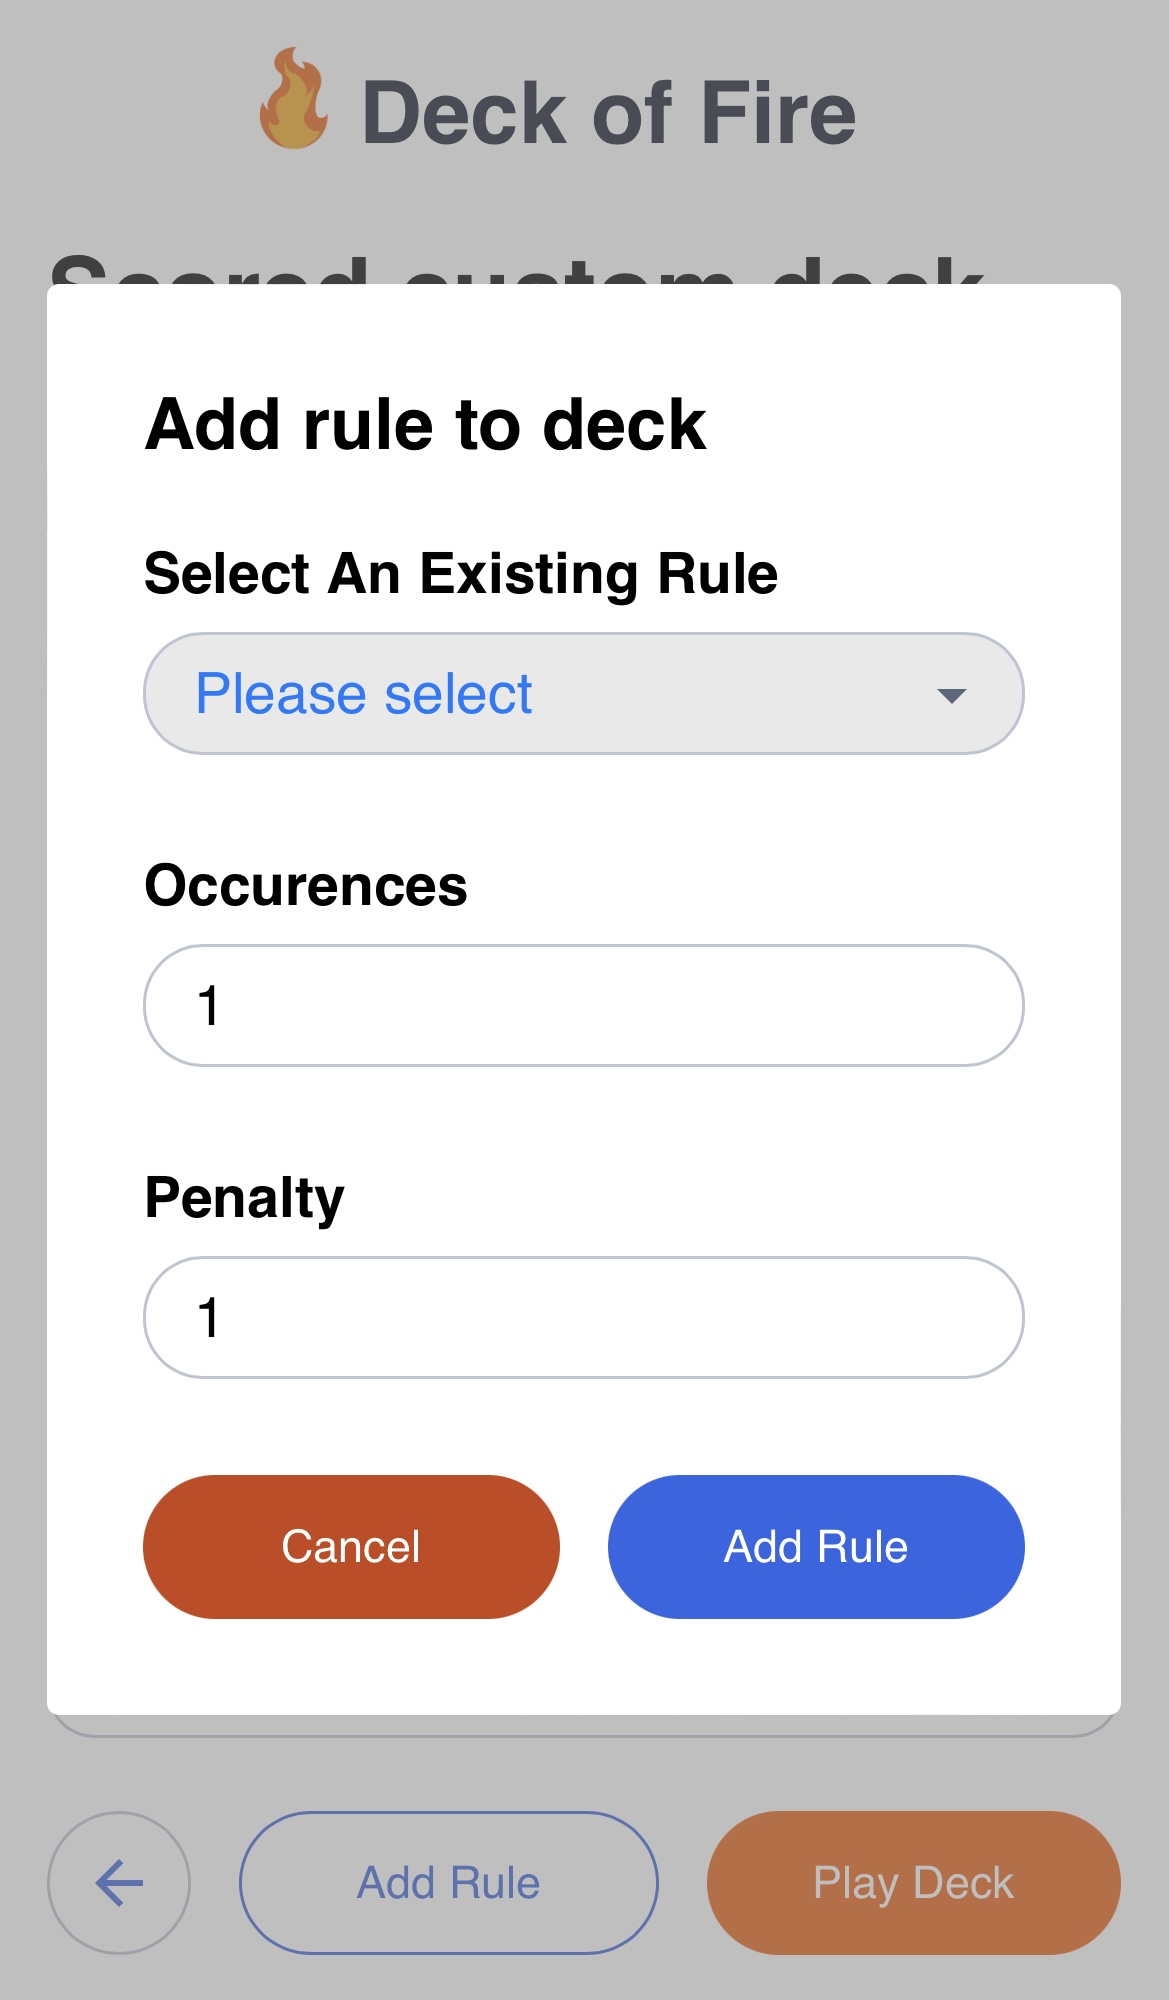 Deck of Fire
custom deck
Add rule to deck
Select An Existing Rule
Please select
Occurences
1
Penalty
1
Cancel
Add Rule
Add Rule
Play Deck